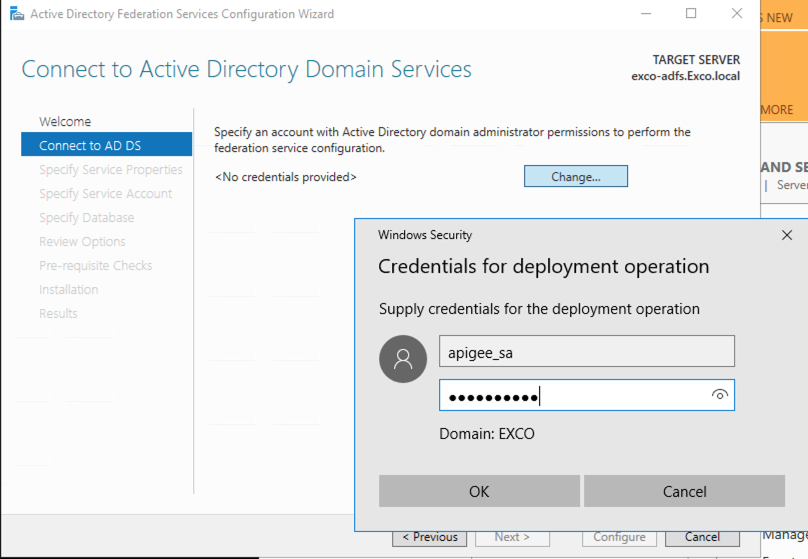 Active Directory Federation Services Configuration Wizard
NEW
Connect to Active Directory Domain Services
TARGET SERVER
exco-adfs.Exco.local
MORE
Welcome
Connect to AD DS
Specify Service Properties
Specify Service Account
Specify Database
Review Options
Pre-requisite Checks
Installation
Results
Specify an account with Active Directory domain administrator permissions to perform the
federation service configuration.
<No credentials provided>
Change...
AND SE
Server
Windows Security
Credentials for deployment operation
Supply credentials for the deployment operation
apigee_sa
••••••••••
Domain: EXCO
OK
Cancel
< Previous
Next >
Configure
Cancel
Manage